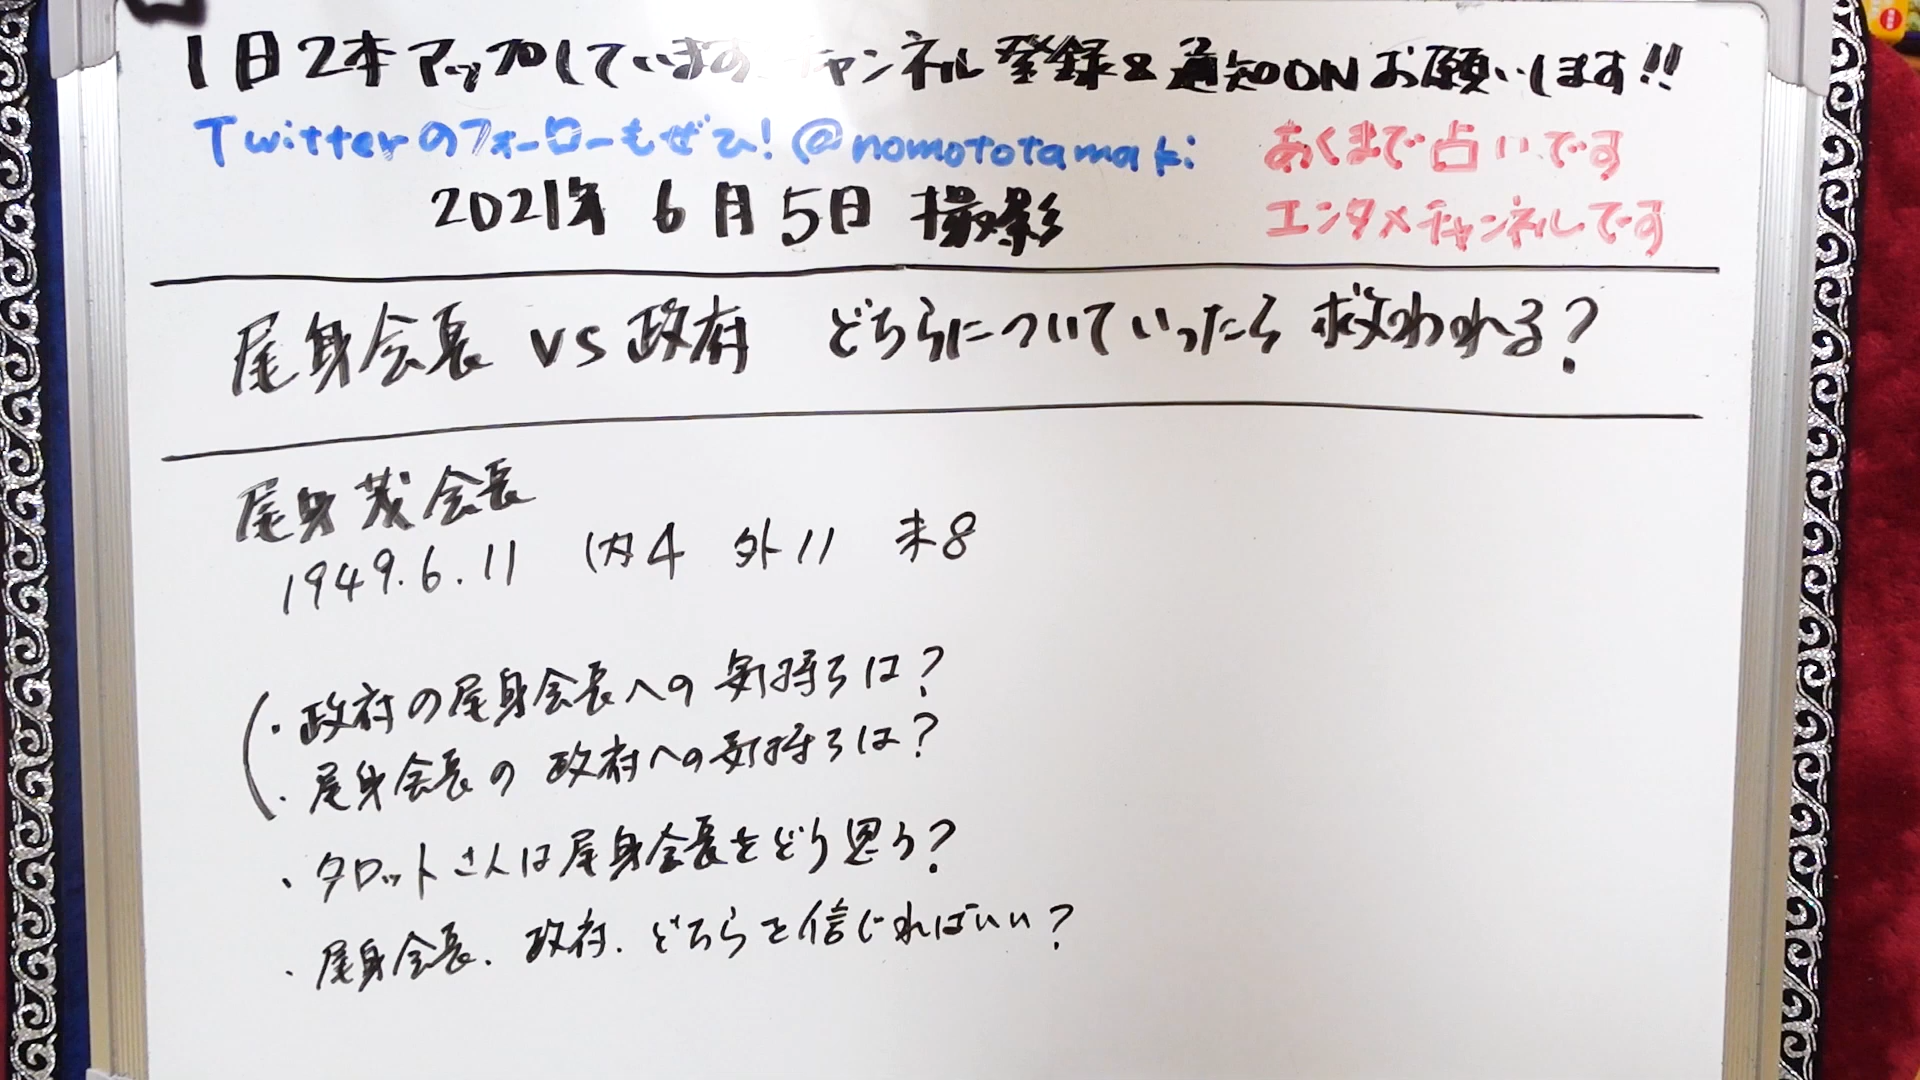 1日2本アップしています チャンネル登録&通知ONお願いします!!
Twitterのフォローもぜひ!@nomototamaki
あくまで占いです
2021年 6月5日 撮影
エンタメチャンネルです
尾身会長 VS 政府 どちらについていったら 救われる?
尾身茂会長
1949.6.11 内4 外11 未8
・政府の尾身会長への気持ちは?
・尾身会長の政府への気持ちは?
・タロットさんは尾身会長をどう思う?
・尾身会長、政府、どちらを信じればいい?